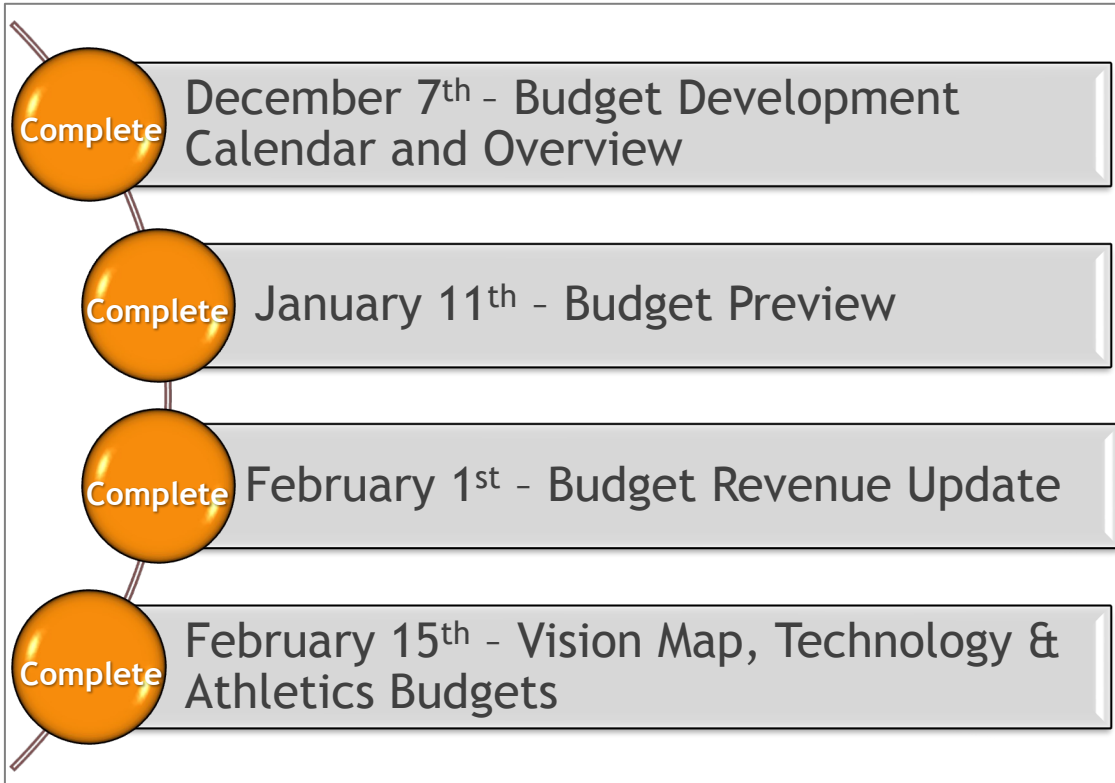 Complete
December 7th – Budget Development
Calendar and Overview
Complete
January 11th – Budget Preview
Complete
February 1st – Budget Revenue Update
Complete
February 15th – Vision Map, Technology &
Athletics Budgets